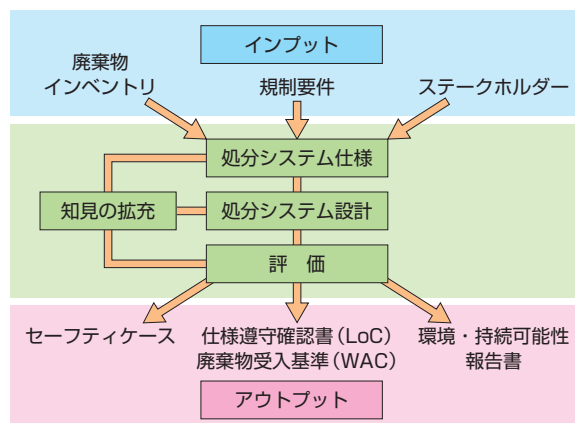 インプット
廃棄物
インベントリ
規制要件
ステークホルダー
処分システム仕様
知見の拡充
処分システム設計
評 価
セーフティケース
仕様遵守確認書(LoC)
廃棄物受入基準(WAC)
環境・持続可能性
報告書
アウトプット